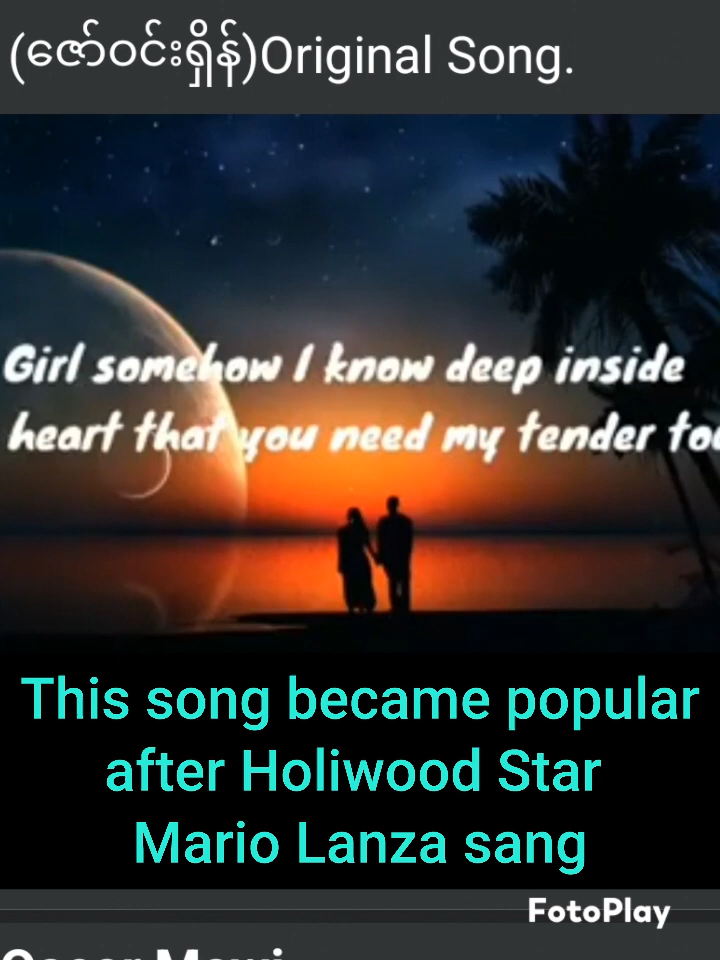 (ဇော်ဝင်းရှိန်)Original Song.
Girl somehow I know deep inside
heart that you need my tender
This song became popular
after Holiwood Star
Mario Lanza sang
FotoPlay